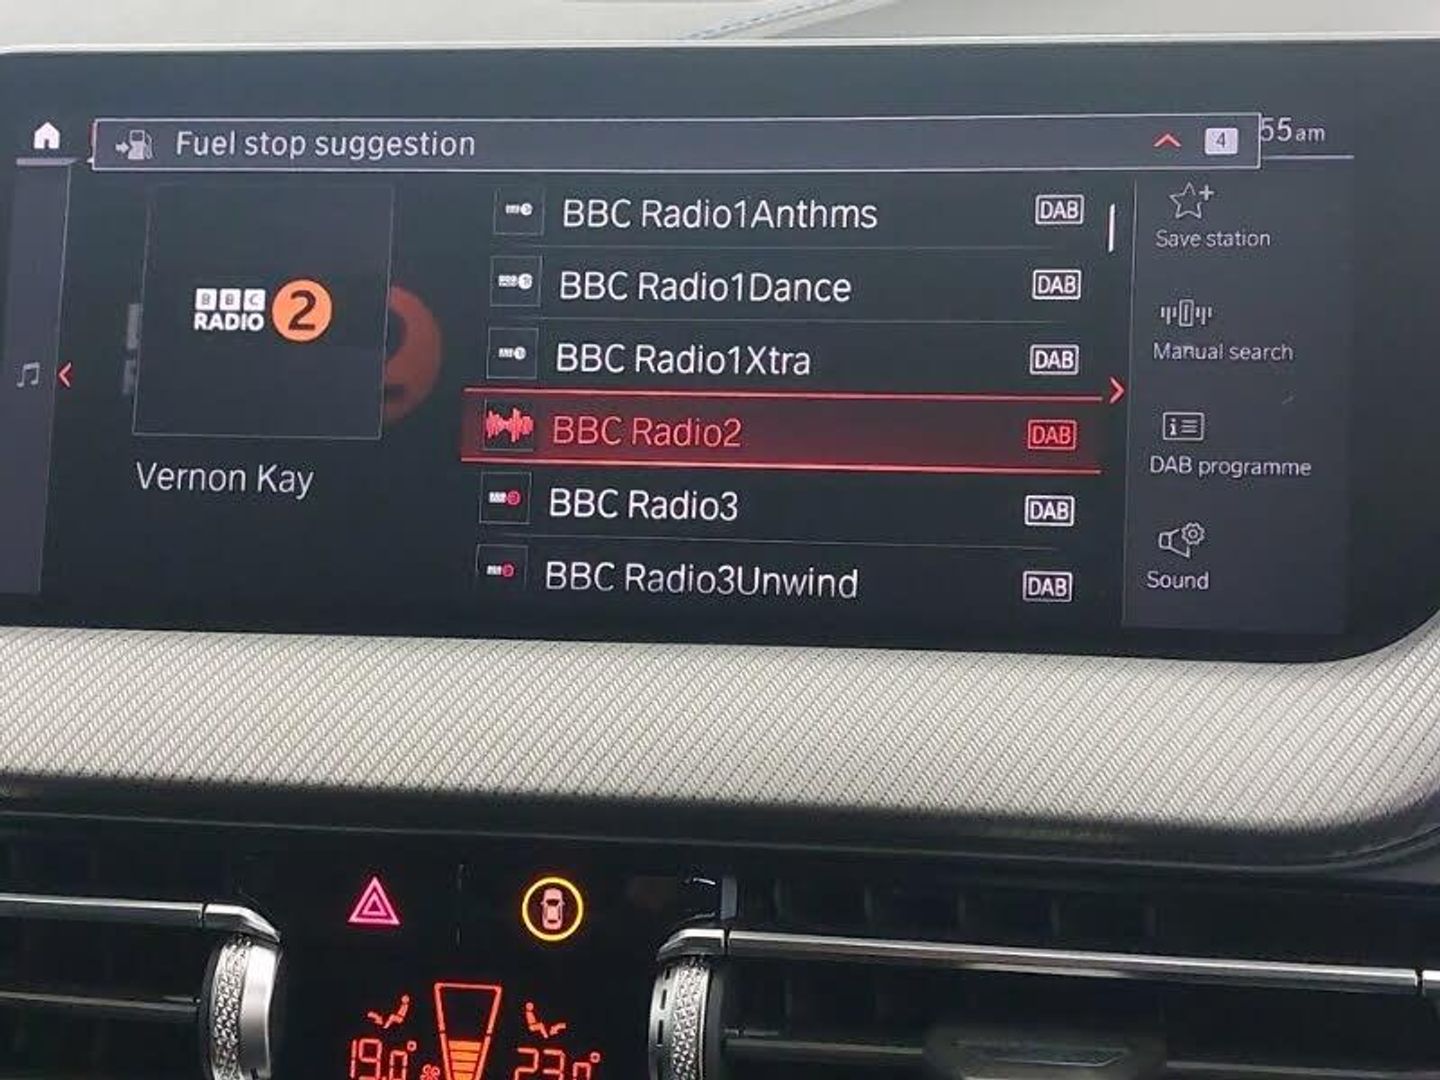 Fuel stop suggestion
4
55am
BBC
RADIO 2
Vernon Kay
BBC Radio1Anthms DAB
BBC Radio1Dance DAB
BBC Radio1Xtra DAB
BBC Radio2 DAB
BBC Radio3 DAB
BBC Radio3Unwind DAB
Save station
Manual search
DAB programme
Sound
19.0°
23.0°